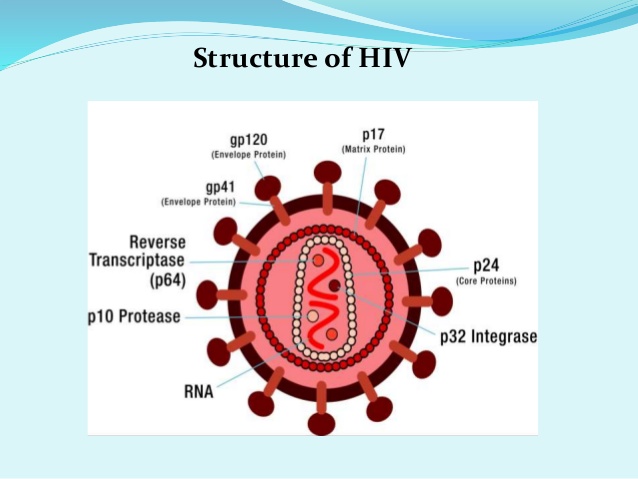 Structure of HIV
gp120
(Envelope Protein)
p17
(Matrix Protein)
gp41
(Envelope Protein)
Reverse
Transcriptase
(p64)
p24
(Core Proteins)
p10 Protease
p32 Integrase
RNA